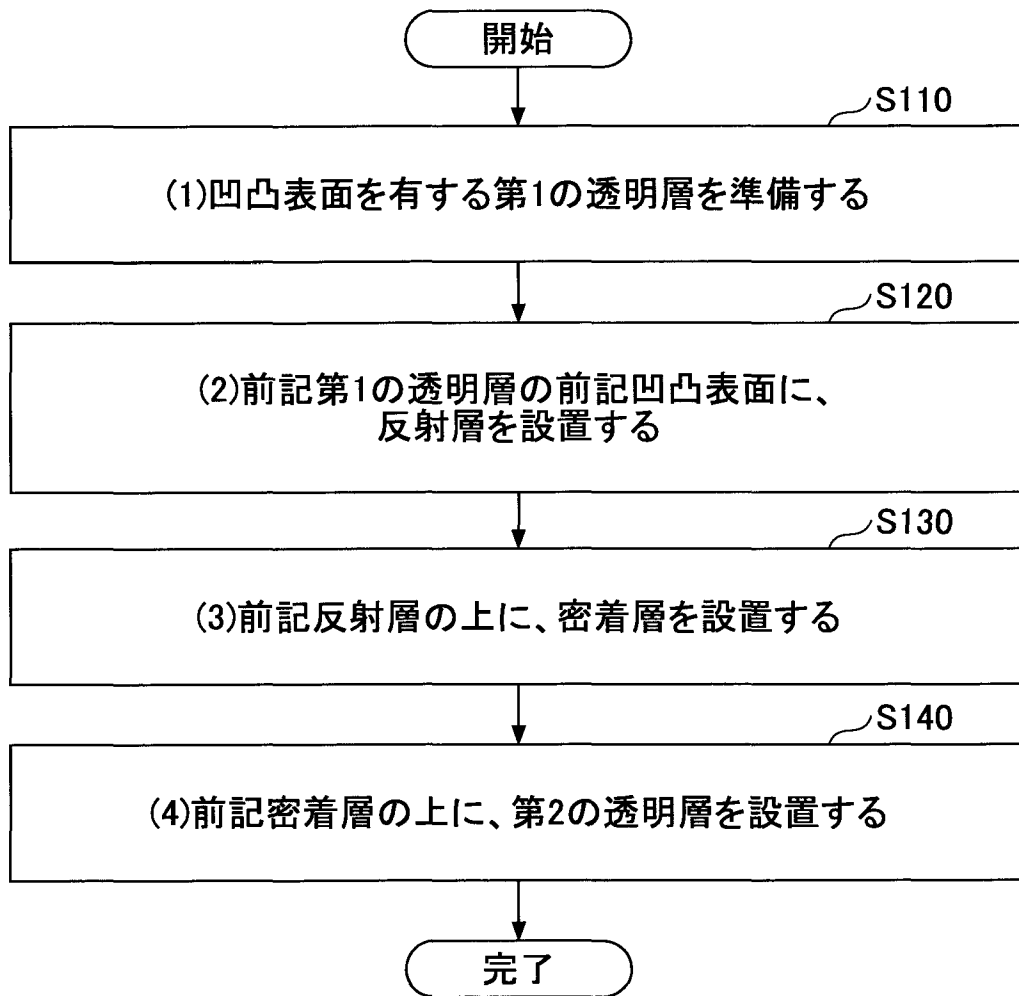 開始
S110
(1)凹凸表面を有する第1の透明層を準備する
S120
(2)前記第1の透明層の前記凹凸表面に、
反射層を設置する
S130
(3)前記反射層の上に、密着層を設置する
S140
(4)前記密着層の上に、第2の透明層を設置する
完了